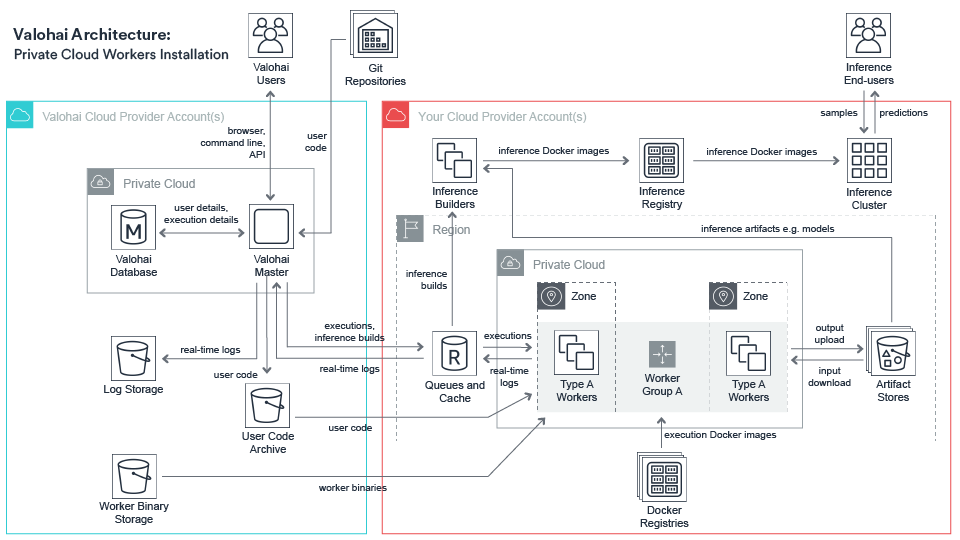 Valohai Architecture:
Private Cloud Workers Installation
Valohai
Users
Git
Repositories
Inference
End-users
Valohai Cloud Provider Account(s)
browser,
command line,
API
user
code
Private Cloud
user details,
execution details
M
Valohai
Database
Valohai
Master
real-time logs
Log Storage
user code
User Code
Archive
Worker Binary
Storage
executions,
inference builds
real-time logs
user code
worker binaries
Your Cloud Provider Account(s)
samples
predictions
Inference
Builders
inference Docker images
Inference
Registry
inference Docker images
Inference
Cluster
Region
inference artifacts e.g. models
inference
builds
Private Cloud
Zone
Zone
R
Queues and
Cache
executions
real-time
logs
Type A
Workers
Worker
Group A
Type A
Workers
output
upload
input
download
Artifact
Stores
execution Docker images
Docker
Registries